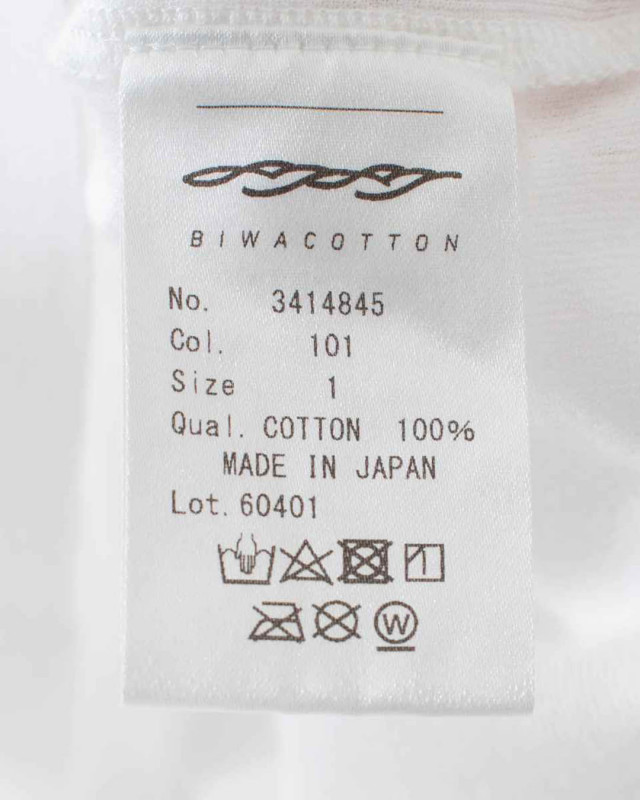 BIWACOTTON
No. 3414845
Col. 101
Size 1
Qual. COTTON 100%
MADE IN JAPAN
Lot. 60401
W